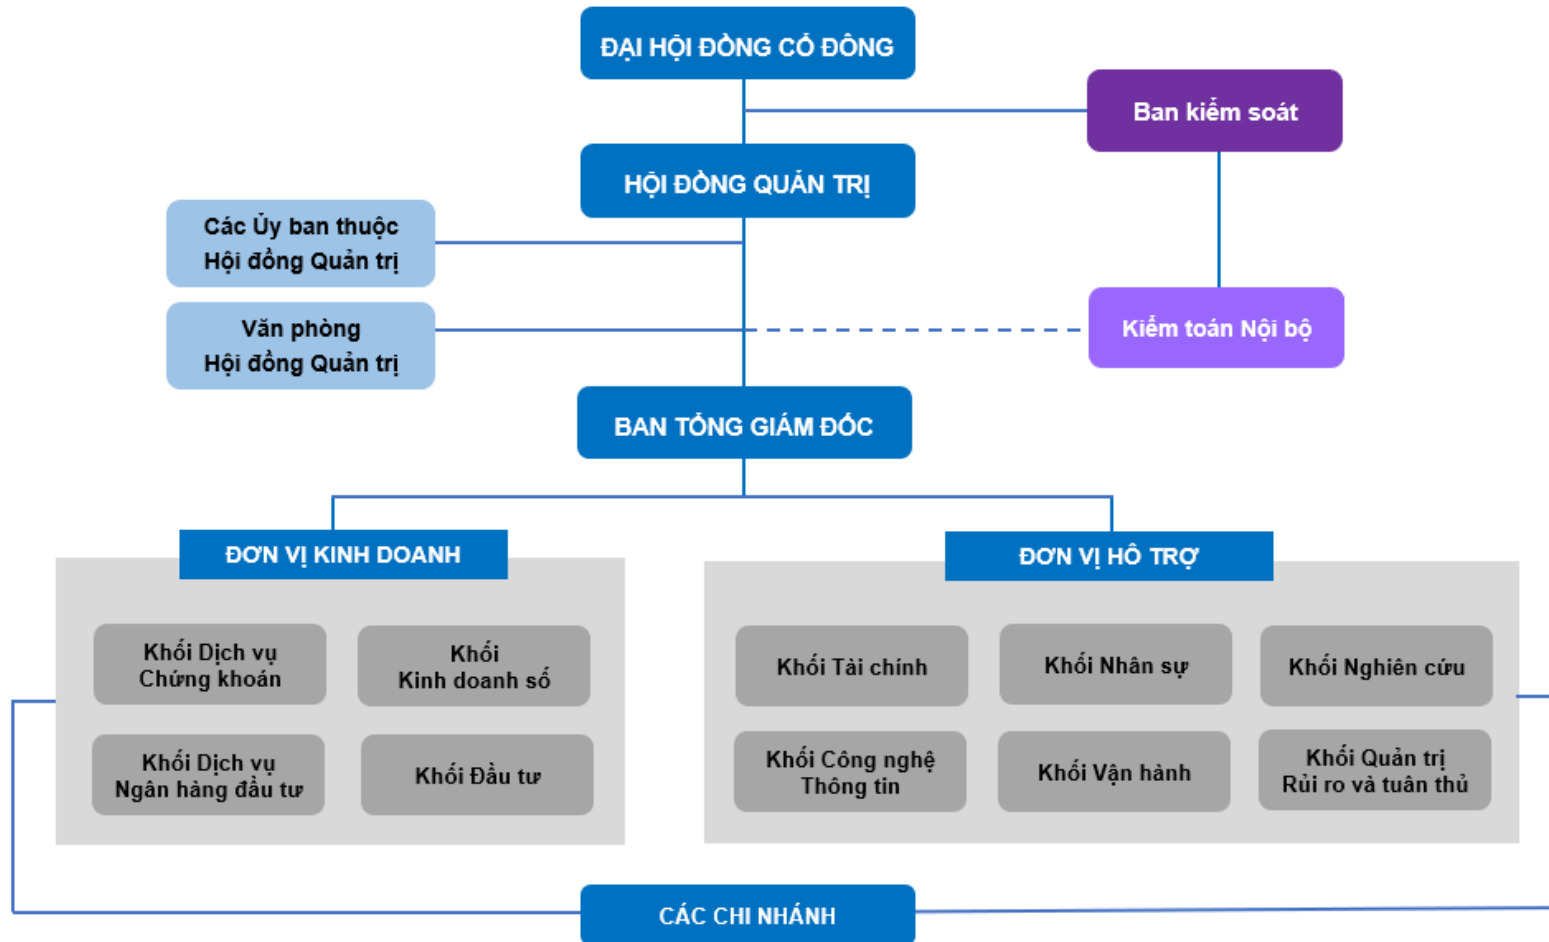 ĐẠI HỘI ĐỒNG CỔ ĐÔNG
Ban kiểm soát
HỘI ĐỒNG QUẢN TRỊ
Các Ủy ban thuộc
Hội đồng Quản trị
Văn phòng
Hội đồng Quản trị
Kiểm toán Nội bộ
BAN TỔNG GIÁM ĐỐC
ĐƠN VỊ KINH DOANH
Khối Dịch vụ
Chứng khoán
Khối
Kinh doanh số
Khối Dịch vụ
Ngân hàng đầu tư
Khối Đầu tư
ĐƠN VỊ HỖ TRỢ
Khối Tài chính
Khối Nhân sự
Khối Nghiên cứu
Khối Công nghệ
Thông tin
Khối Vận hành
Khối Quản trị
Rủi ro và tuân thủ
CÁC CHI NHÁNH